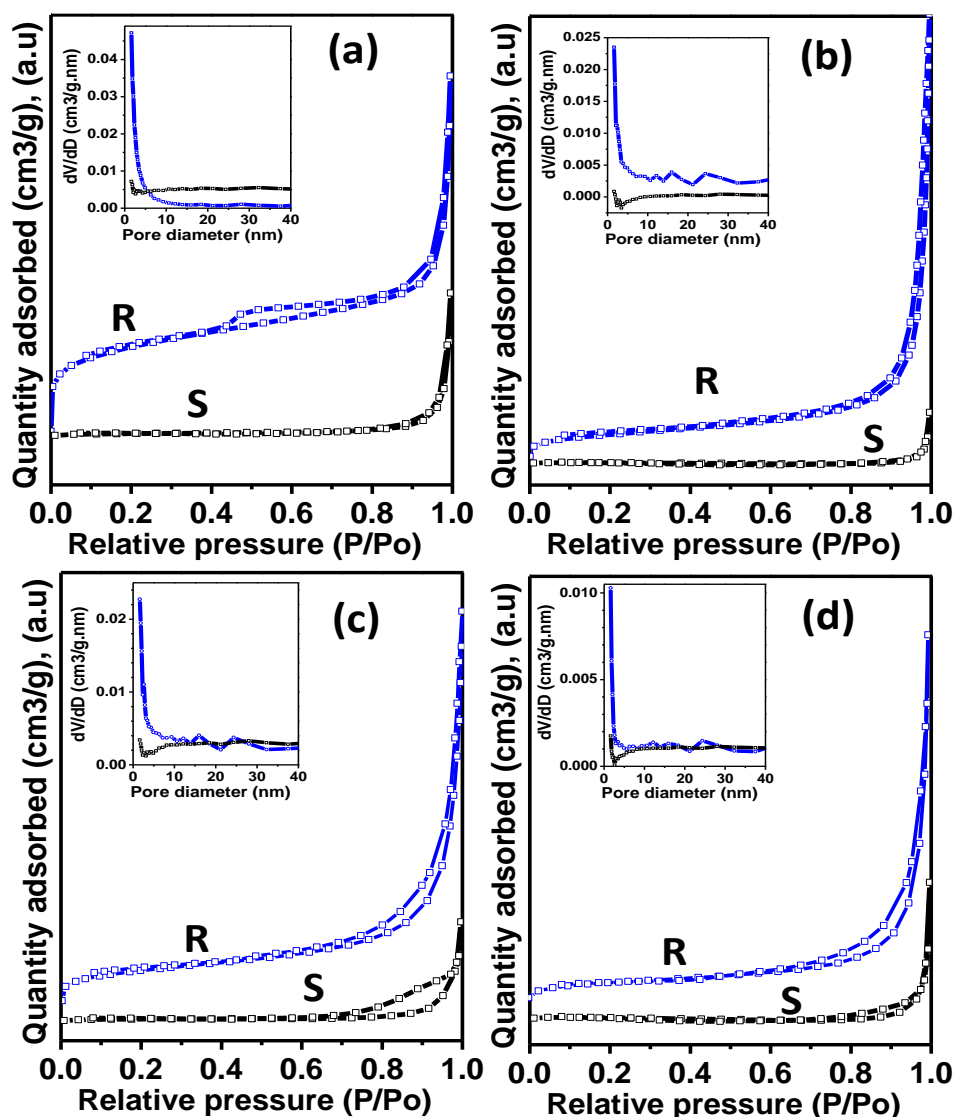 (a)
Quantity adsorbed (cm3/g), (a.u)
dV/dD (cm3/g.nm)
0.04
0.03
0.02
0.01
0.00
0 10 20 30 40
Pore diameter (nm)
R
S
0.0 0.2 0.4 0.6 0.8 1.0
Relative pressure (P/Po)
(b)
Quantity adsorbed (cm3/g), (a.u
dV/dD (cm3/g.nm)
0.025
0.020
0.015
0.010
0.005
0.000
0 10 20 30 40
Pore diameter (nm)
R
S
0.0 0.2 0.4 0.6 0.8 1.0
Relative pressure (P/Po)
(c)
Quantity adsorbed (cm3/g), (a.u)
dV/dD (cm3/g.nm)
0.02
0.01
0.00
0 10 20 30 40
Pore diameter (nm)
R
S
0.0 0.2 0.4 0.6 0.8 1.0
Relative pressure (P/Po)
(d)
Quantity adsorbed (cm3/g), (a.u)
dV/dD (cm3/g.nm)
0.010
0.005
0.000
0 10 20 30 40
Pore diameter (nm)
R
S
0.0 0.2 0.4 0.6 0.8 1.0
Relative pressure (P/Po)